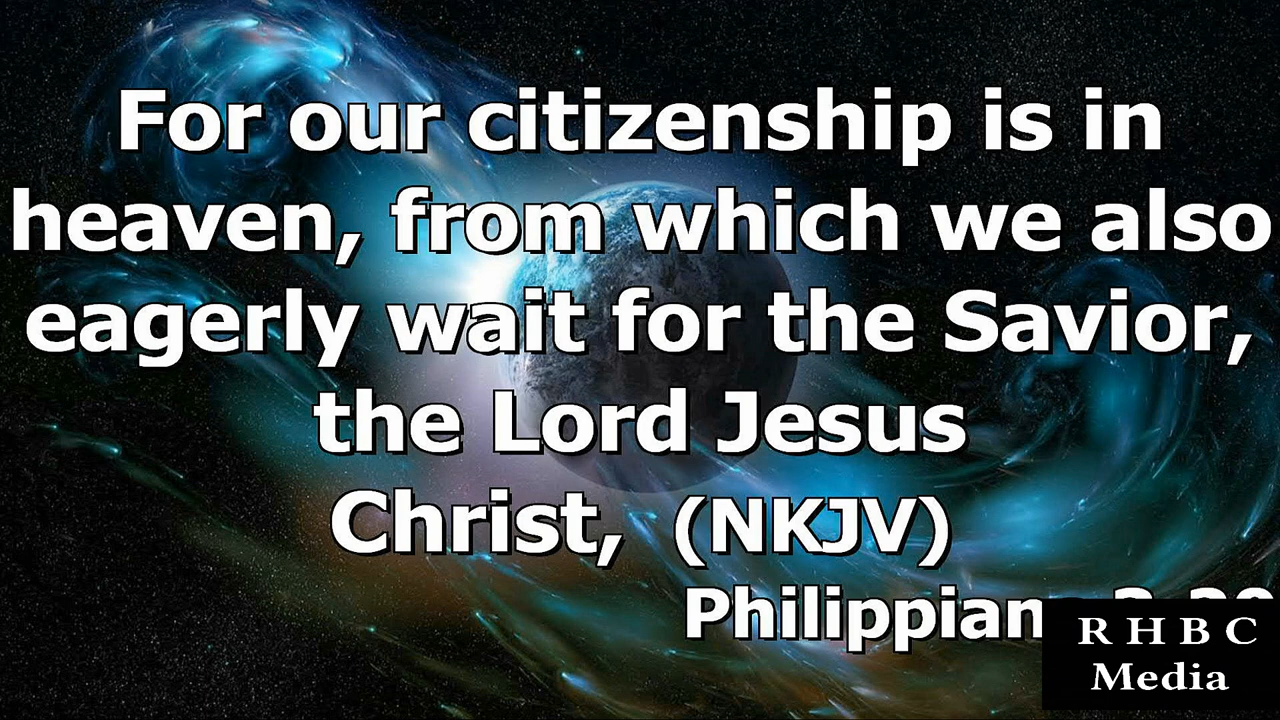 For our citizenship is in
heaven, from which we also
eagerly wait for the Savior,
the Lord Jesus
Christ, (NKJV)
R H B C
Media